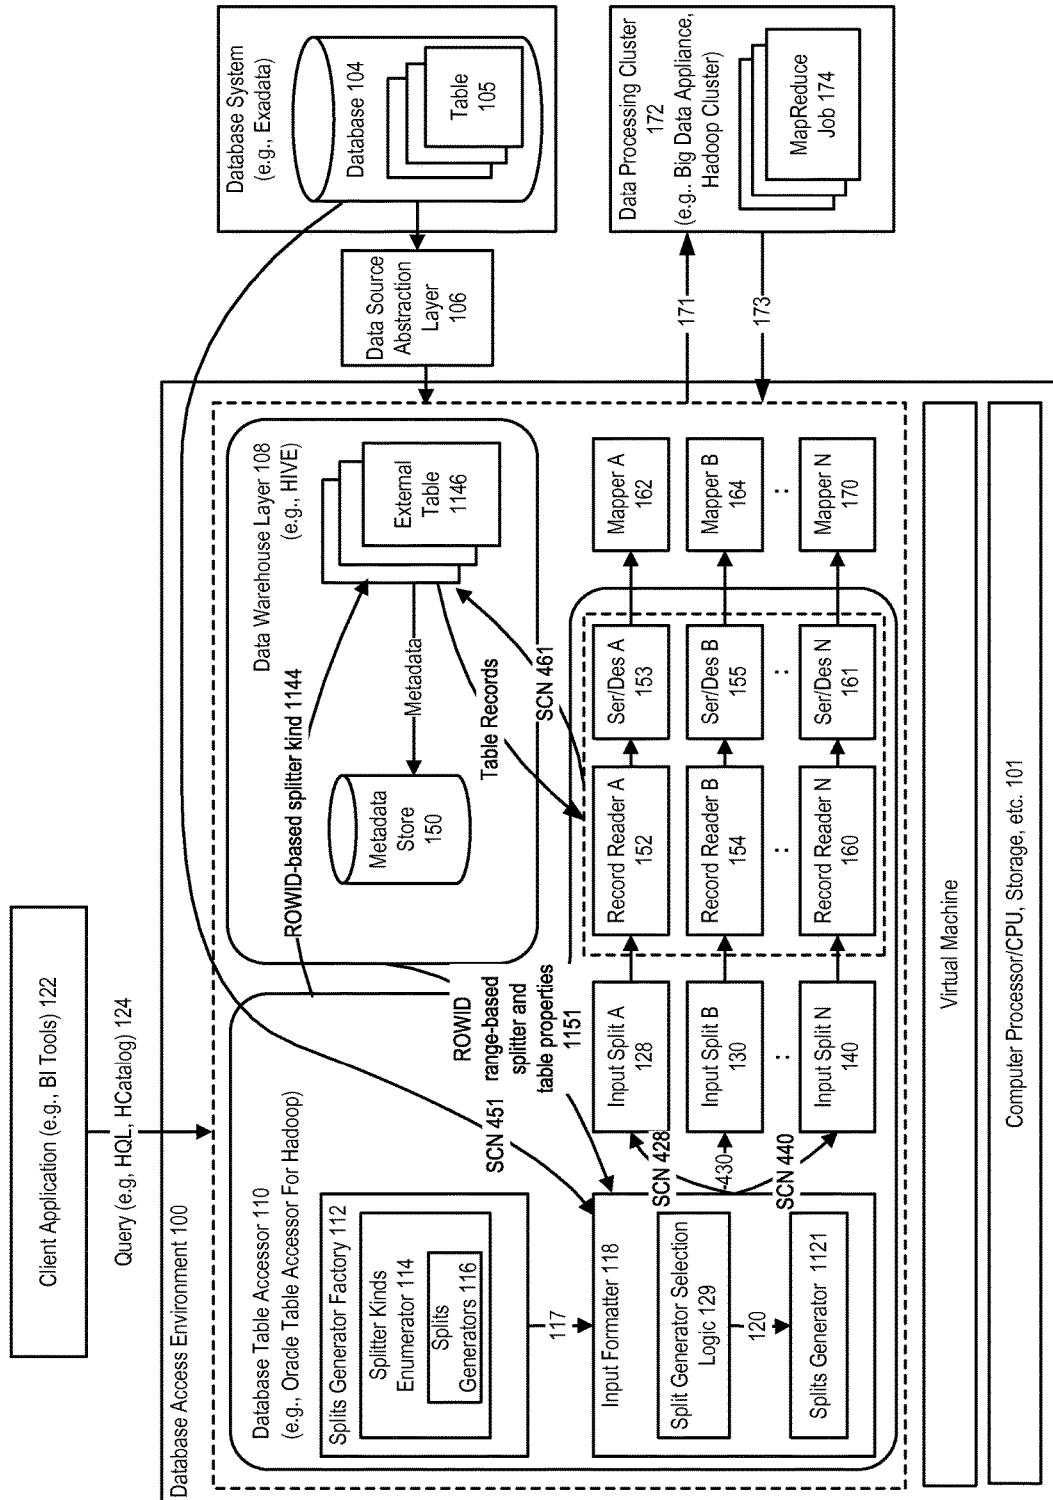 Client Application (e.g., BI Tools) 122
Query (e.g, HQL, HCatalog) 124
Database Access Environment 100
Database Table Accessor 110
(e.g., Oracle Table Accessor For Hadoop)
Splits Generator Factory 112
Splitter Kinds
Enumerator 114
Splits
Generators 116
117
Input Formatter 118
Split Generator Selection
Logic 129
120
Splits Generator 1121
SCN 451
ROWID
range-based
splitter and
table properties
1151
SCN 428
430
SCN 440
Input Split A
128
Input Split B
130
:
Input Split N
140
ROWID-based splitter kind 1144
Data Warehouse Layer 108
(e.g., HIVE)
Metadata
Store
150
Metadata
External
Table
1146
Table Records
SCN 461
Record Reader A
152
Record Reader B
154
:
Record Reader N
160
Ser/Des A
153
Ser/Des B
155
:
Ser/Des N
161
Mapper A
162
Mapper B
164
:
Mapper N
170
Database System
(e.g., Exadata)
Database 104
Table
105
Data Source
Abstraction
Layer
106
171
173
Data Processing Cluster
172
(e.g.. Big Data Appliance,
Hadoop Cluster)
MapReduce
Job 174
Virtual Machine
Computer Processor/CPU, Storage, etc. 101